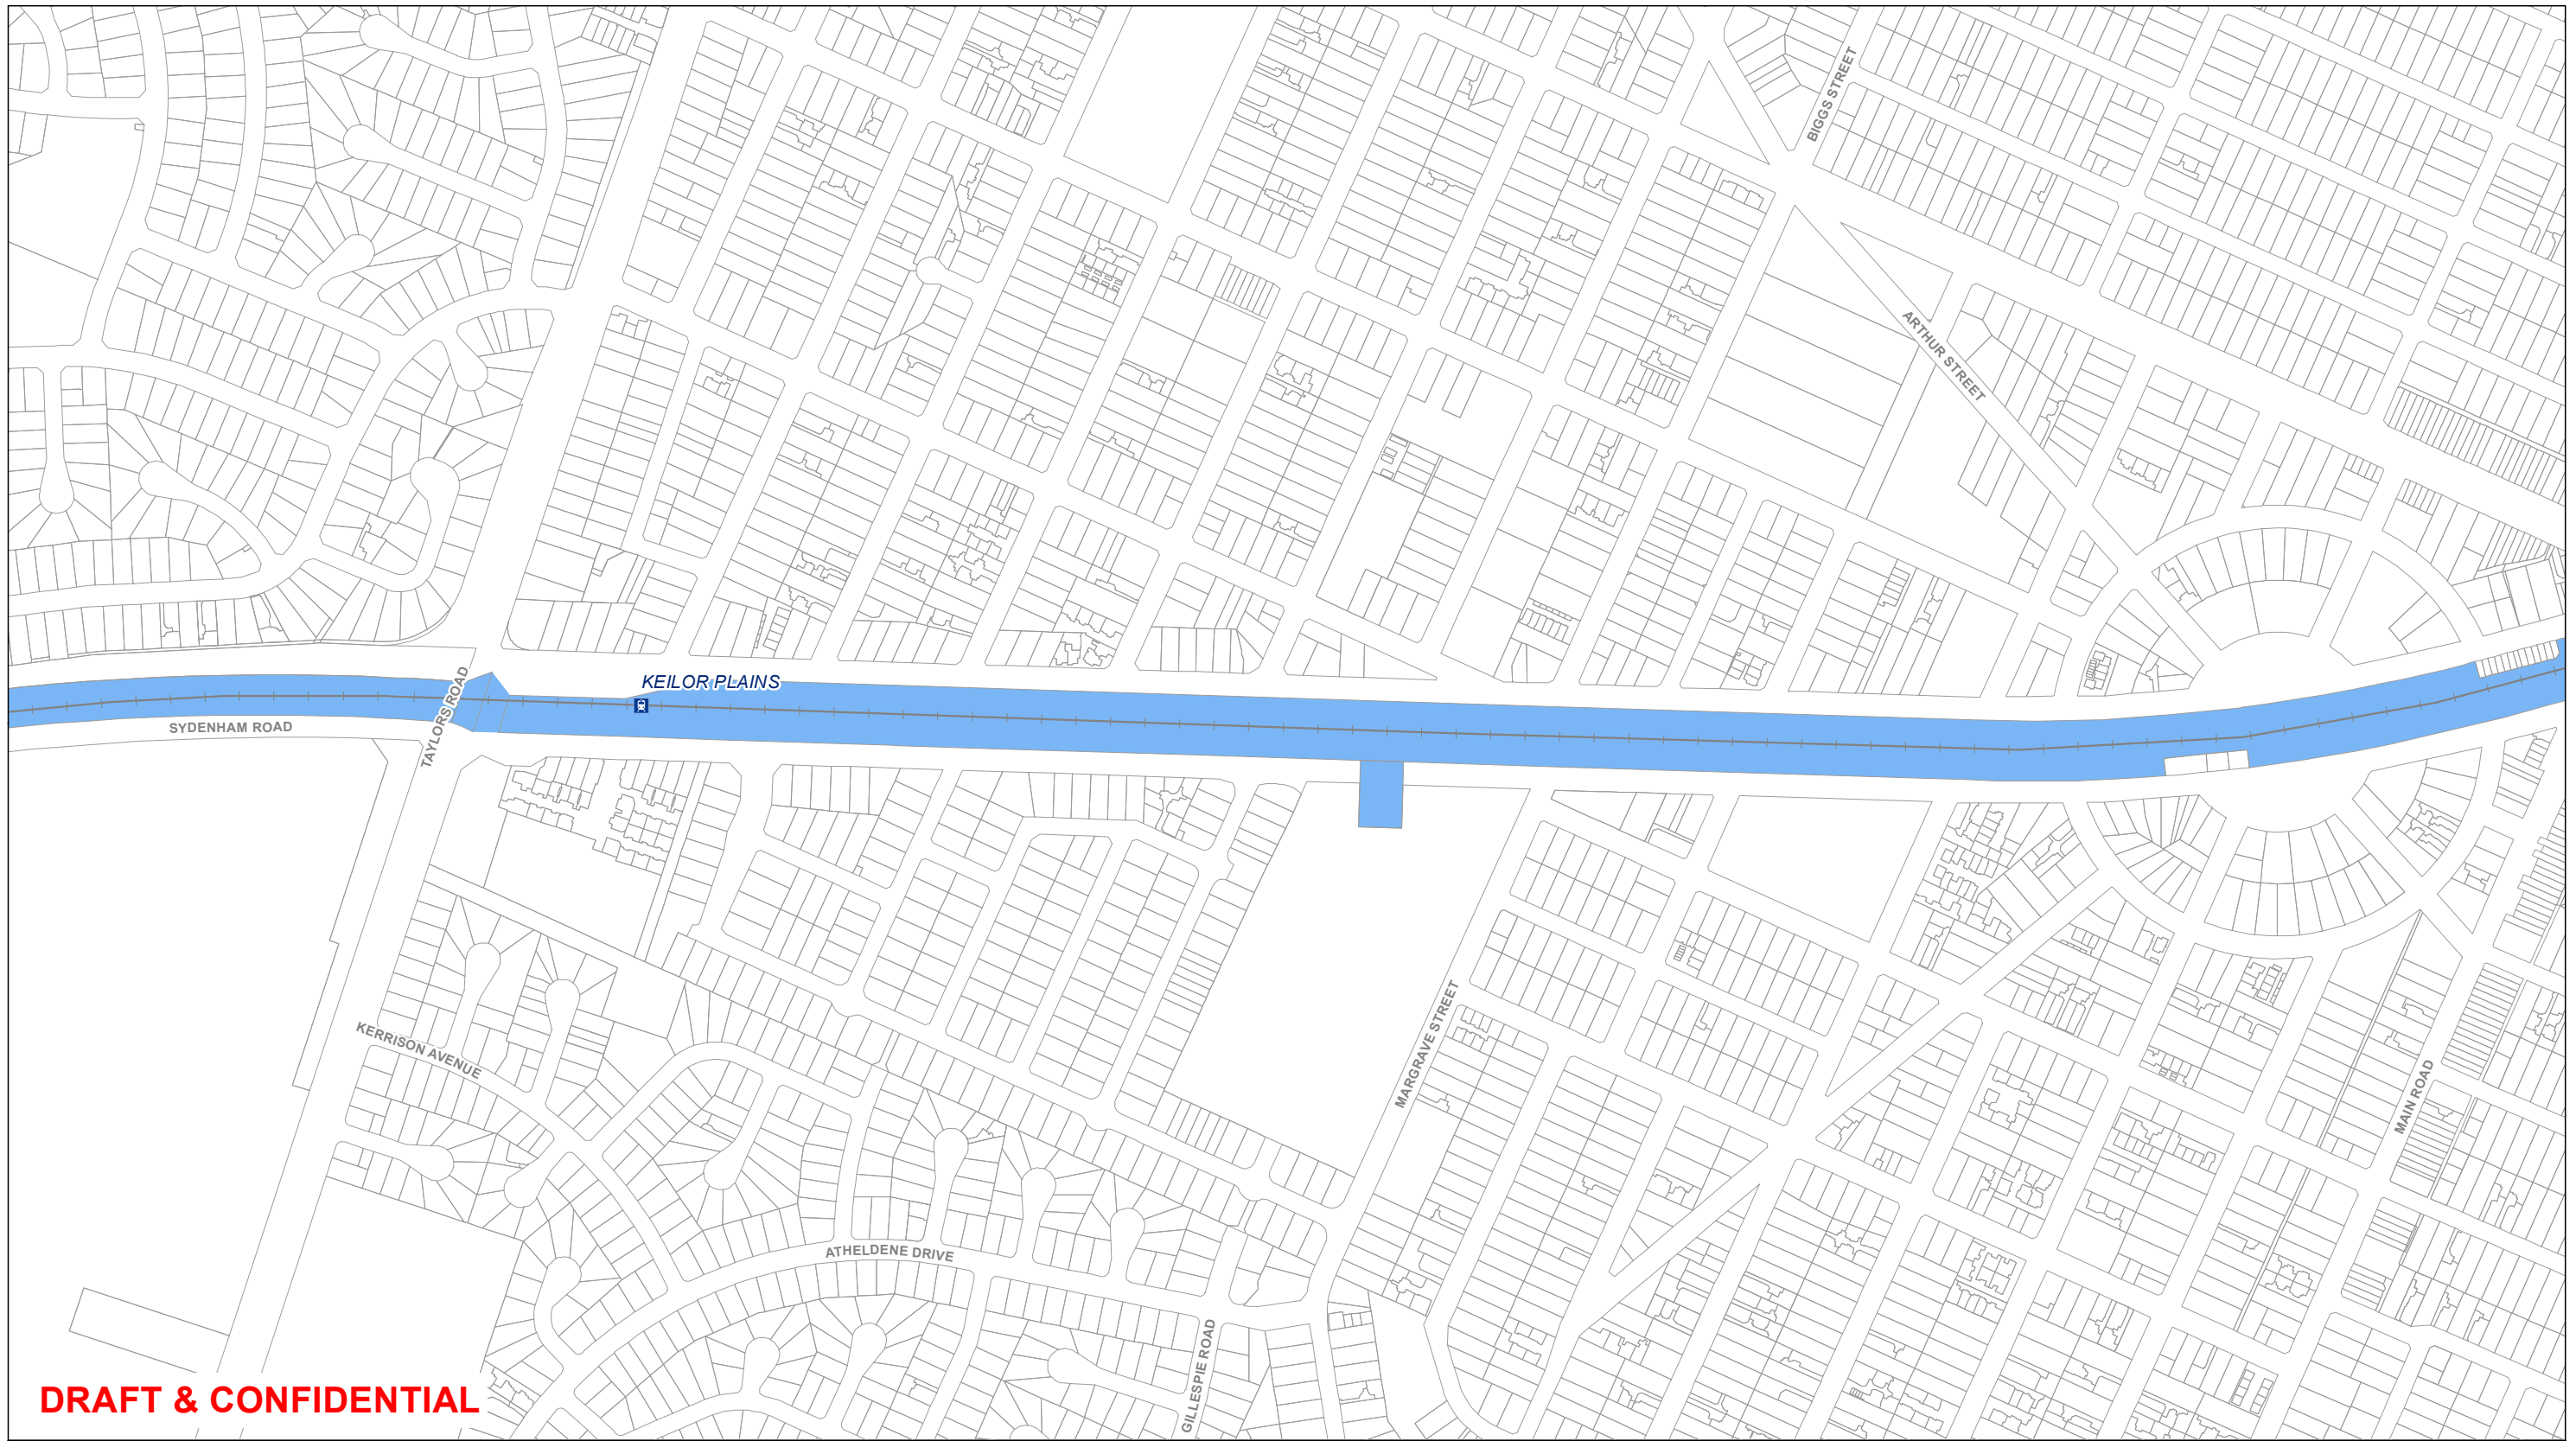 BIGGS STREET
ARTHUR STREET
KEILOR PLAINS
TAYLORS ROAD
SYDENHAM ROAD
MARGRAVE STREET
KERRISON AVENUE
MAIN ROAD
ATHELDENE DRIVE
GILLESPIE ROAD
DRAFT & CONFIDENTIAL